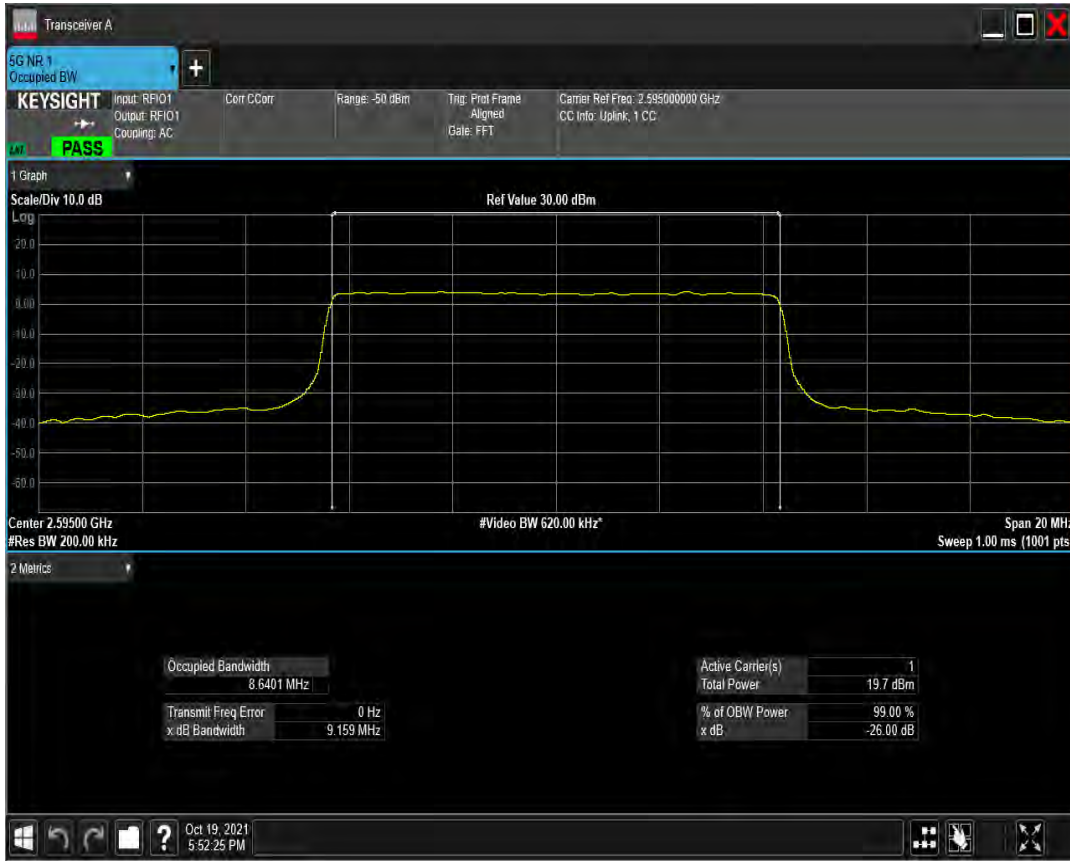 Transceiver A
5G NR 1
Occupied BW
+
KEYSIGHT
PASS
Input: RFIO1
Output: RFIO1
Coupling: AC
Corr CCorr
Range: -50 dBm
Trig: Prot Frame
Aligned
Gate: FFT
Carrier Ref Freq: 2.595000000 GHz
CC Info: Uplink, 1 CC
1 Graph
Scale/Div 10.0 dB
Ref Value 30.00 dBm
Log
20.0
10.0
0.00
-10.0
-20.0
-30.0
-40.0
-50.0
-60.0
Center 2.59500 GHz
#Video BW 620.00 kHz*
Span 20 MHz
#Res BW 200.00 kHz
Sweep 1.00 ms (1001 pts
2 Metrics
Occupied Bandwidth
8.6401 MHz
Transmit Freq Error 0 Hz
x dB Bandwidth 9.159 MHz
Active Carrier(s) 1
Total Power 19.7 dBm
% of OBW Power 99.00 %
x dB -26.00 dB
?
Oct 19, 2021
5:52:25 PM